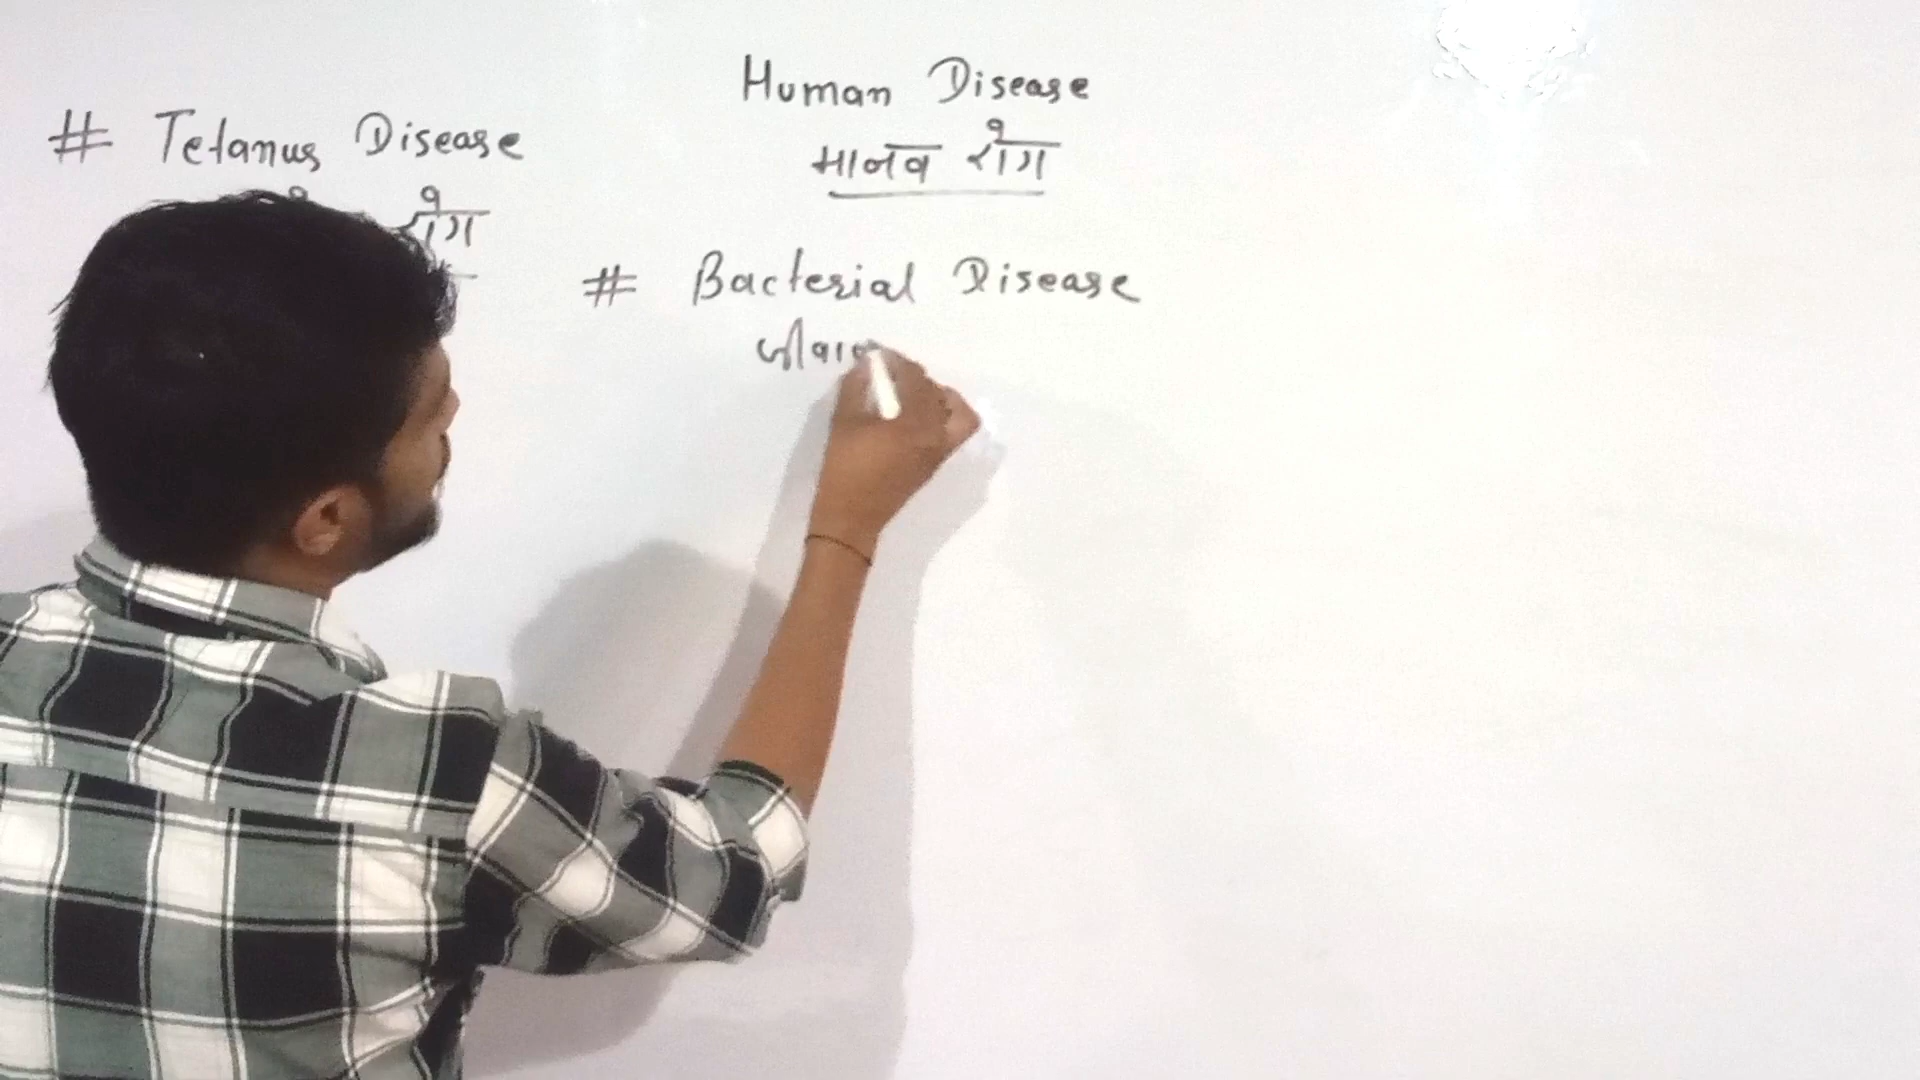 Human Disease
मानव रोग
# Tetanus Disease
रोग
# Bacterial Disease